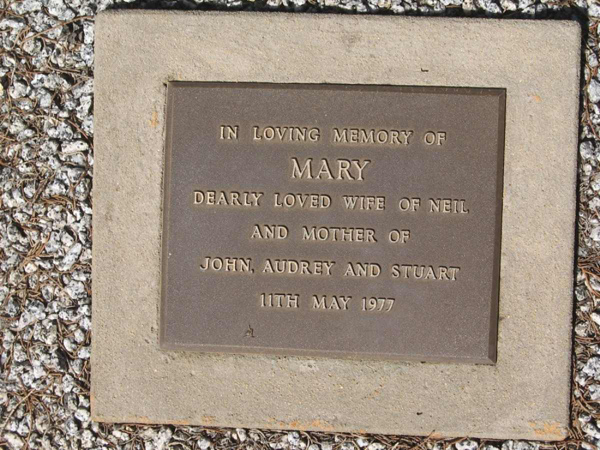 IN LOVING MEMORY OF
MARY
DEARLY LOVED WIFE OF NEIL
AND MOTHER OF
JOHN, AUDREY AND STUART
11TH MAY 1977
A